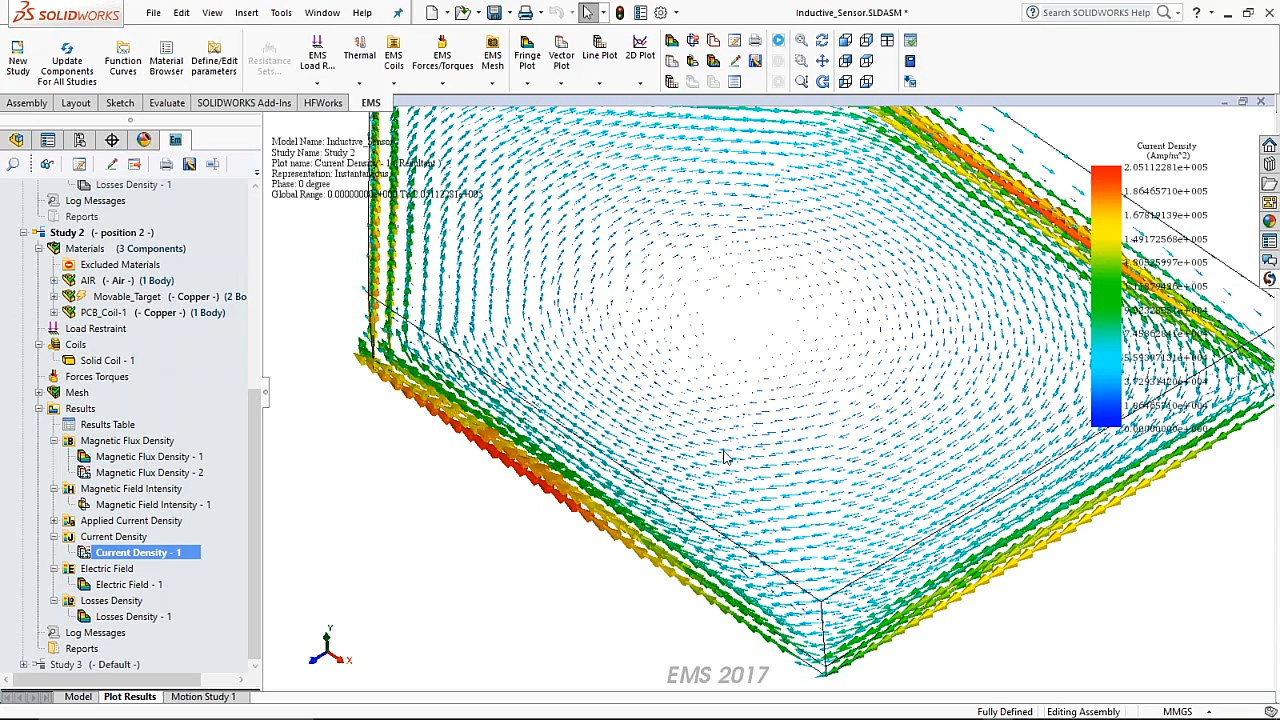 SOLIDWORKS
File Edit View Insert Tools Window Help
Inductive_Sensor.SLDASM *
Search SOLIDWORKS Help
New Study
Update Components For All Studies
Function Curves
Material Browser
Define/Edit parameters
Resistance Sets...
EMS Load R...
Thermal
EMS Coils
EMS Forces/Torques
EMS Mesh
Fringe Plot
Vector Plot
Line Plot
2D Plot
Assembly Layout Sketch Evaluate SOLIDWORKS Add-Ins HFWorks EMS
Losses Density - 1
Log Messages
Reports
Study 2 (- position 2 -)
Materials (3 Components)
Excluded Materials
AIR (- Air -) (1 Body)
Movable_Target (- Copper -) (2 Bo
PCB_Coil-1 (- Copper -) (1 Body)
Load Restraint
Coils
Solid Coil - 1
Forces Torques
Mesh
Results
Results Table
Magnetic Flux Density
Magnetic Flux Density - 1
Magnetic Flux Density - 2
Magnetic Field Intensity
Magnetic Field Intensity - 1
Applied Current Density
Current Density
Current Density - 1
Electric Field
Electric Field - 1
Losses Density
Losses Density - 1
Log Messages
Reports
Study 3 (- Default -)
Model Name: Inductive_Sensor
Study Name: Study 2
Plot name: Current Density - 1 ( Resultant )
Representation: Instantaneous
Phase: 0 degree
Global Range:
Current Density
(Amp/m^2)
2.05112281e+005
1.86465710e+005
1.67819139e+005
1.49172568e+005
0.00000000e+000
Y
X
EMS 2017
Model Plot Results Motion Study 1
Fully Defined Editing Assembly MMGS